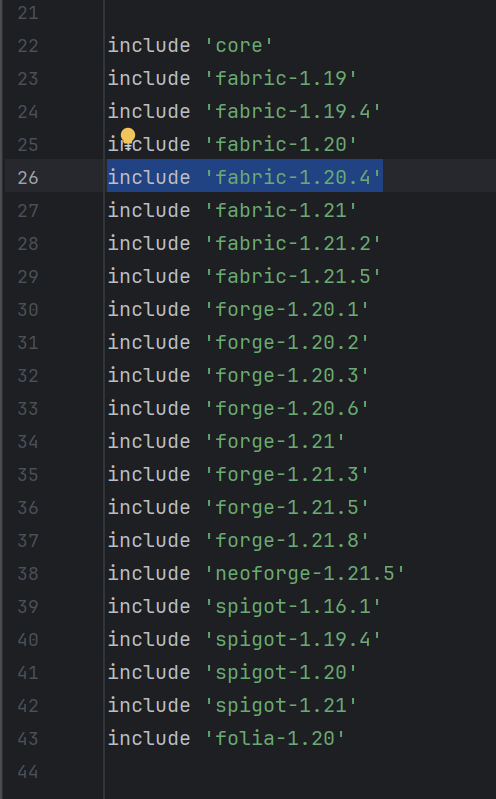 21
22 include 'core'
23 include 'fabric-1.19'
24 include 'fabric-1.19.4'
25 include 'fabric-1.20'
26 include 'fabric-1.20.4'
27 include 'fabric-1.21'
28 include 'fabric-1.21.2'
29 include 'fabric-1.21.5'
30 include 'forge-1.20.1'
31 include 'forge-1.20.2'
32 include 'forge-1.20.3'
33 include 'forge-1.20.6'
34 include 'forge-1.21'
35 include 'forge-1.21.3'
36 include 'forge-1.21.5'
37 include 'forge-1.21.8'
38 include 'neoforge-1.21.5'
39 include 'spigot-1.16.1'
40 include 'spigot-1.19.4'
41 include 'spigot-1.20'
42 include 'spigot-1.21'
43 include 'folia-1.20'
44